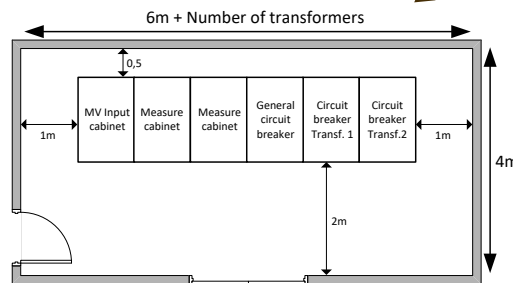 6m + Number of transformers
0,5
MV Input
cabinet
Measure
cabinet
Measure
cabinet
General
circuit
breaker
Circuit
breaker
Transf. 1
Circuit
breaker
Transf.2
1m
1m
4m
2m